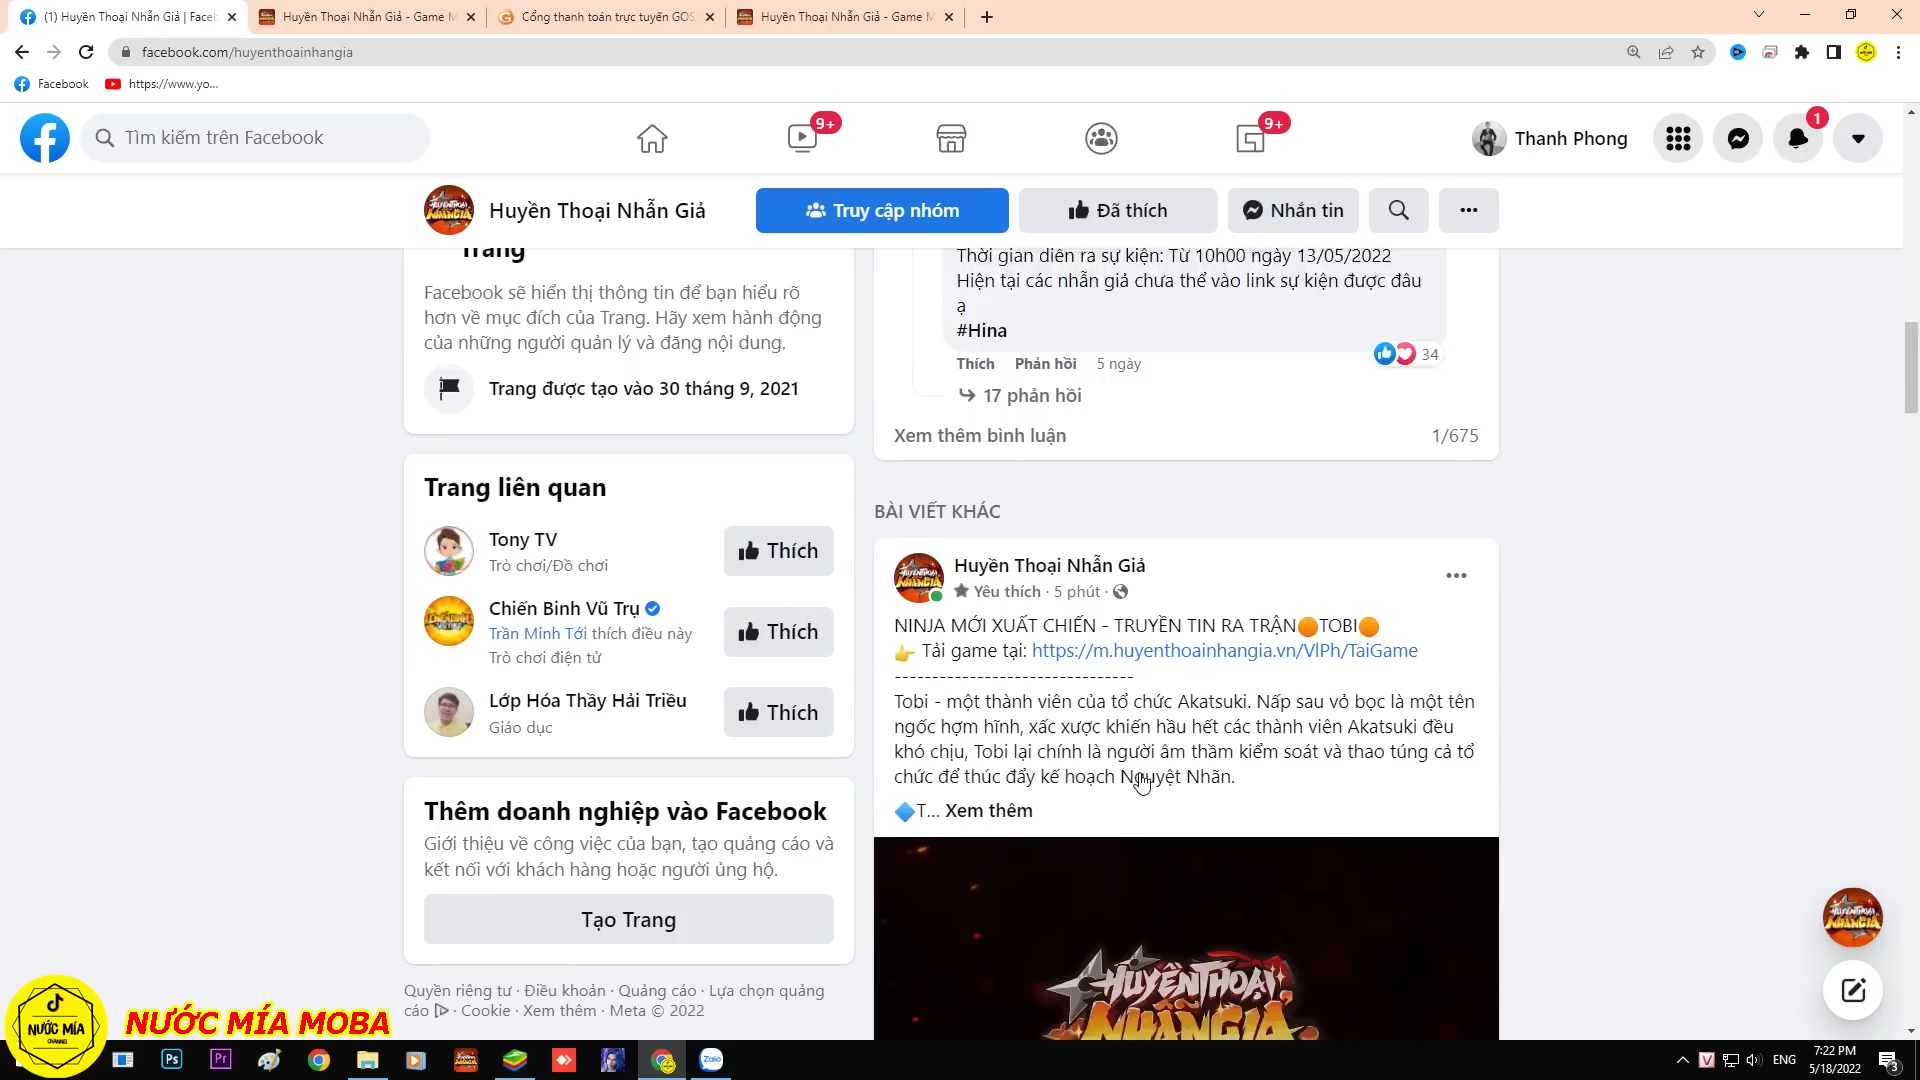 (1) Huyền Thoại Nhẫn Giả | Faceb
Huyền Thoại Nhẫn Giả - Game M
Cổng thanh toán trực tuyến GOS
Huyền Thoại Nhẫn Giả - Game M
facebook.com/huyenthoainhangia
Facebook
https://www.yo...
Tìm kiếm trên Facebook
9+
9+
Thanh Phong
1
Huyền Thoại Nhẫn Giả
Truy cập nhóm
Đã thích
Nhắn tin
Trang
Facebook sẽ hiển thị thông tin để bạn hiểu rõ
hơn về mục đích của Trang. Hãy xem hành động
của những người quản lý và đăng nội dung.
Trang được tạo vào 30 tháng 9, 2021
Trang liên quan
Tony TV
Trò chơi/Đồ chơi
Thích
Chiến Binh Vũ Trụ
Trần Minh Tới thích điều này
Trò chơi điện tử
Thích
Lớp Hóa Thầy Hải Triều
Giáo dục
Thích
Thêm doanh nghiệp vào Facebook
Giới thiệu về công việc của bạn, tạo quảng cáo và
kết nối với khách hàng hoặc người ủng hộ.
Tạo Trang
Quyền riêng tư · Điều khoản · Quảng cáo · Lựa chọn quảng
cáo · Cookie · Xem thêm · Meta © 2022
Thời gian diễn ra sự kiện: Từ 10h00 ngày 13/05/2022
Hiện tại các nhẫn giả chưa thể vào link sự kiện được đâu
ạ
#Hina
Thích Phản hồi 5 ngày
34
17 phản hồi
Xem thêm bình luận
1/675
BÀI VIẾT KHÁC
Huyền Thoại Nhẫn Giả
Yêu thích · 5 phút ·
NINJA MỚI XUẤT CHIẾN - TRUYỀN TIN RA TRẬN🟠TOBI🟠
👉 Tải game tại: https://m.huyenthoainhangia.vn/VlPh/TaiGame
--------------------------------
Tobi - một thành viên của tổ chức Akatsuki. Nấp sau vỏ bọc là một tên
ngốc hợm hĩnh, xấc xược khiến hầu hết các thành viên Akatsuki đều
khó chịu, Tobi lại chính là người âm thầm kiểm soát và thao túng cả tổ
chức để thúc đẩy kế hoạch Nguyệt Nhãn.
🔷T... Xem thêm
HUYỀN THOẠI
NHẪN GIẢ
NƯỚC MÍA
CHANNEL
NƯỚC MÍA MOBA
Ps
Pr
Zalo
V
ENG
7:22 PM
5/18/2022
3